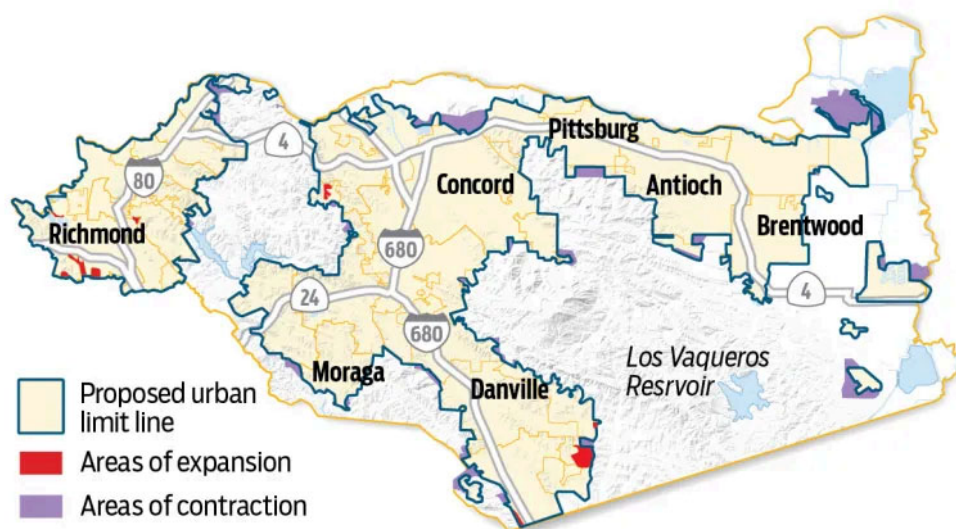 4
Pittsburg
80
Concord
Antioch
Richmond
680
Brentwood
24
4
680
Los Vaqueros
Resrvoir
Moraga
Danville
Proposed urban
limit line
Areas of expansion
Areas of contraction